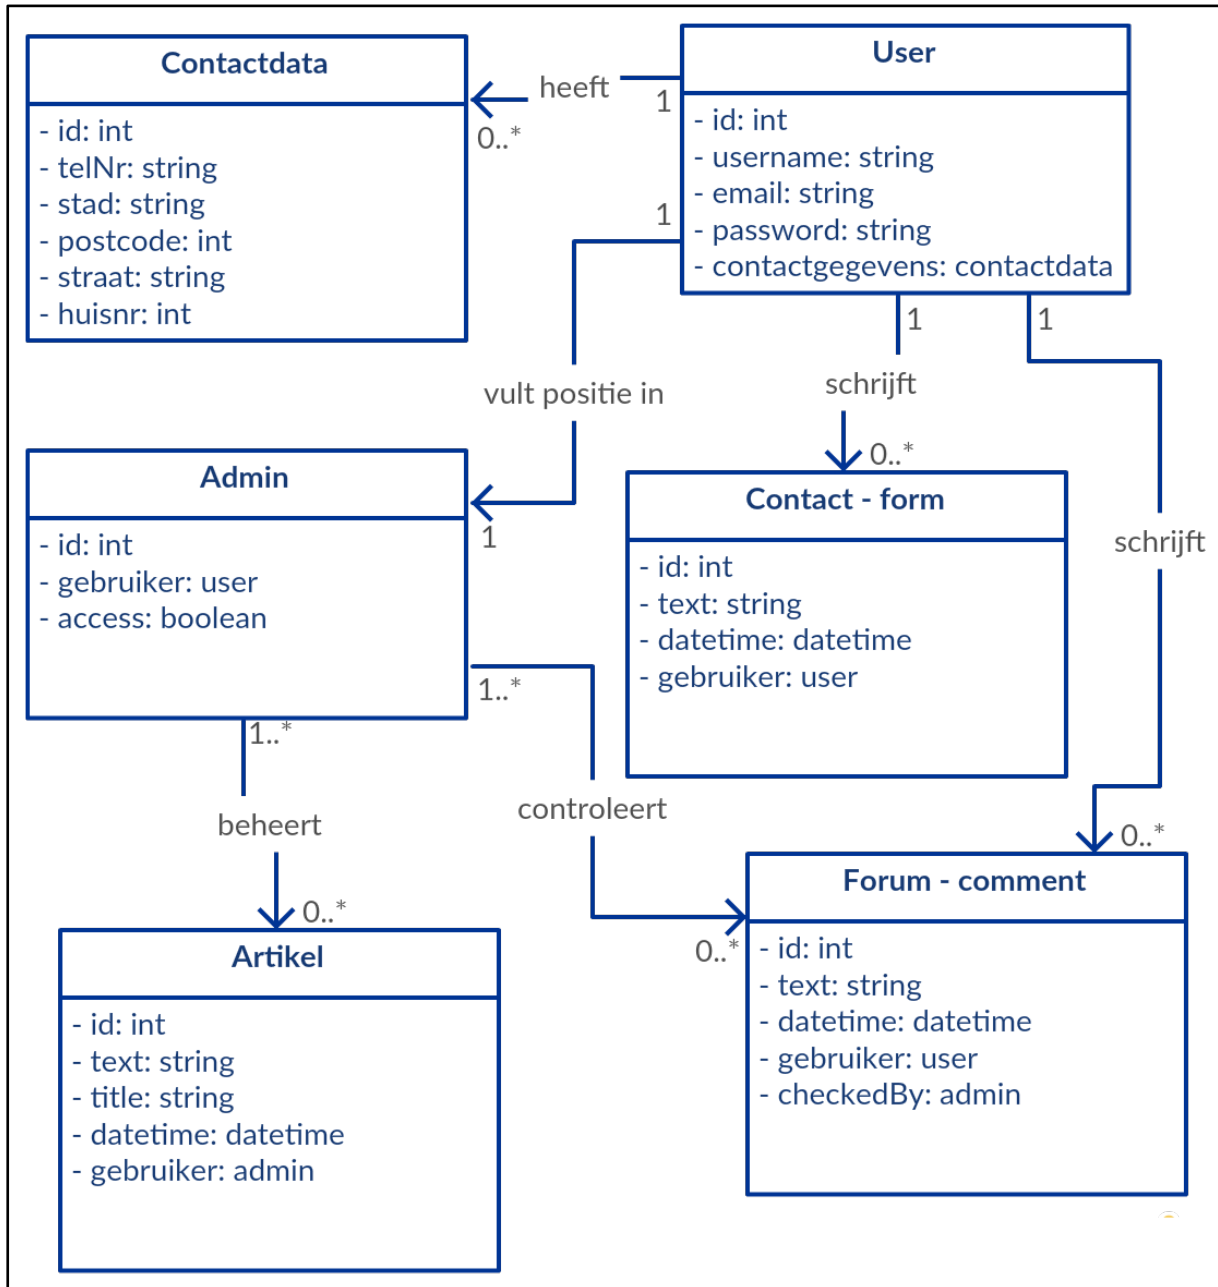 Contactdata
- id: int
- telNr: string
- stad: string
- postcode: int
- straat: string
- huisnr: int
heeft
1
0..*
User
- id: int
- username: string
- email: string
- password: string
- contactgegevens: contactdata
1
vult positie in
1
1
schrijft
0..*
1
schrijft
0..*
Admin
- id: int
- gebruiker: user
- access: boolean
Contact - form
- id: int
- text: string
- datetime: datetime
- gebruiker: user
1..*
controleert
0..*
1..*
beheert
0..*
Artikel
- id: int
- text: string
- title: string
- datetime: datetime
- gebruiker: admin
Forum - comment
- id: int
- text: string
- datetime: datetime
- gebruiker: user
- checkedBy: admin